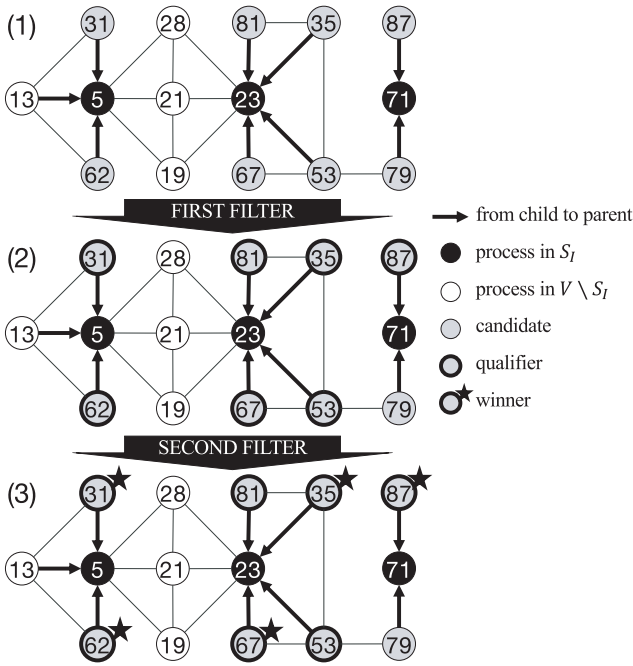 (1)
31 28 81 35 87
13 5 21 23 71
62 19 67 53 79
FIRST FILTER
(2)
31 28 81 35 87
13 5 21 23 71
62 19 67 53 79
SECOND FILTER
(3)
31 28 81 35 87
13 5 21 23 71
62 19 67 53 79
from child to parent
process in S_I
process in V \ S_I
candidate
qualifier
winner